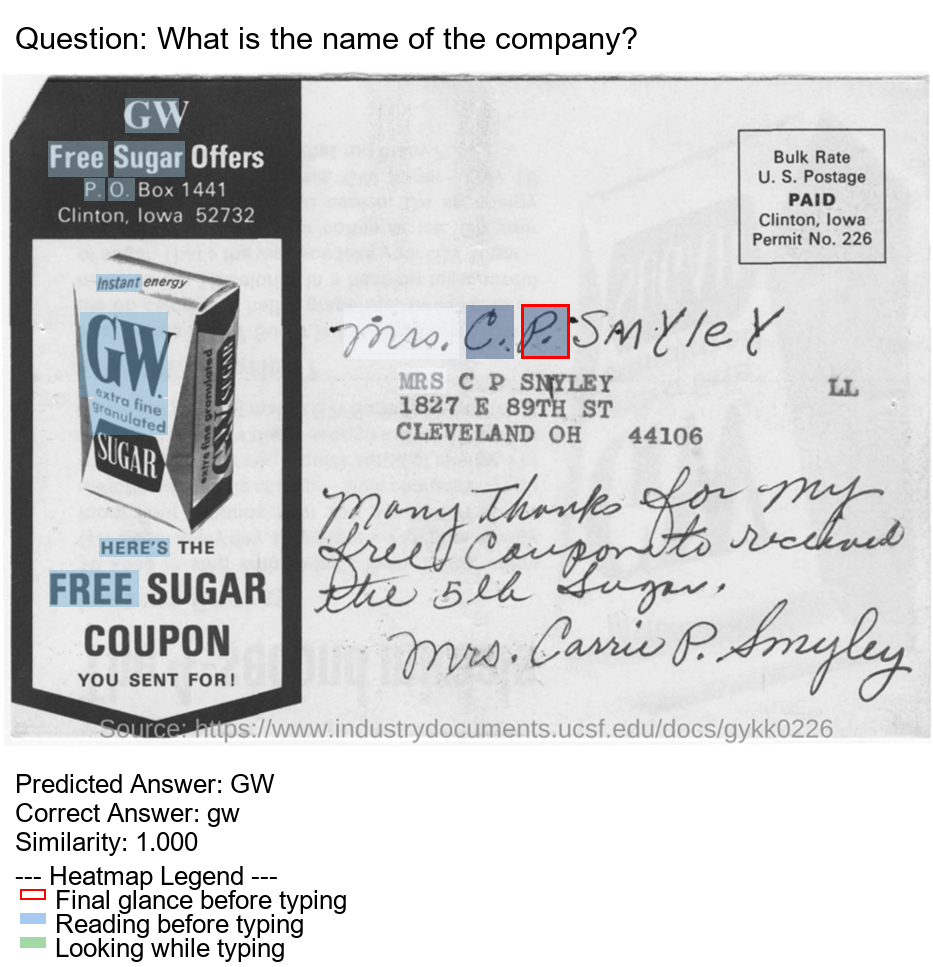 Question: What is the name of the company?
GW
Free Sugar Offers
P. O. Box 1441
Clinton, Iowa 52732
Bulk Rate
U. S. Postage
PAID
Clinton, Iowa
Permit No. 226
Instant energy
GW
extra fine
granulated
SUGAR
extra fine granulated
GW SUGAR
Mrs. C. P. Smyley
MRS C P SMYLEY
1827 E 89TH ST
CLEVELAND OH 44106
LL
Many Thanks for my
free Coupon to received
the 5 lb Sugar.
Mrs. Carrie P. Smyley
HERE'S THE
FREE SUGAR
COUPON
YOU SENT FOR!
Source: https://www.industrydocuments.ucsf.edu/docs/gykk0226
Predicted Answer: GW
Correct Answer: gw
Similarity: 1.000
--- Heatmap Legend ---
Final glance before typing
Reading before typing
Looking while typing